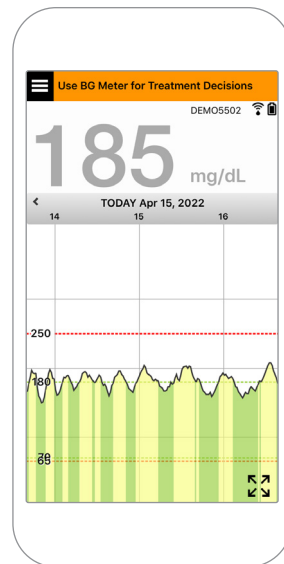 Use BG Meter for Treatment Decisions
DEMO5502
185 mg/dL
TODAY Apr 15, 2022
14 15 16
250
180
70
65